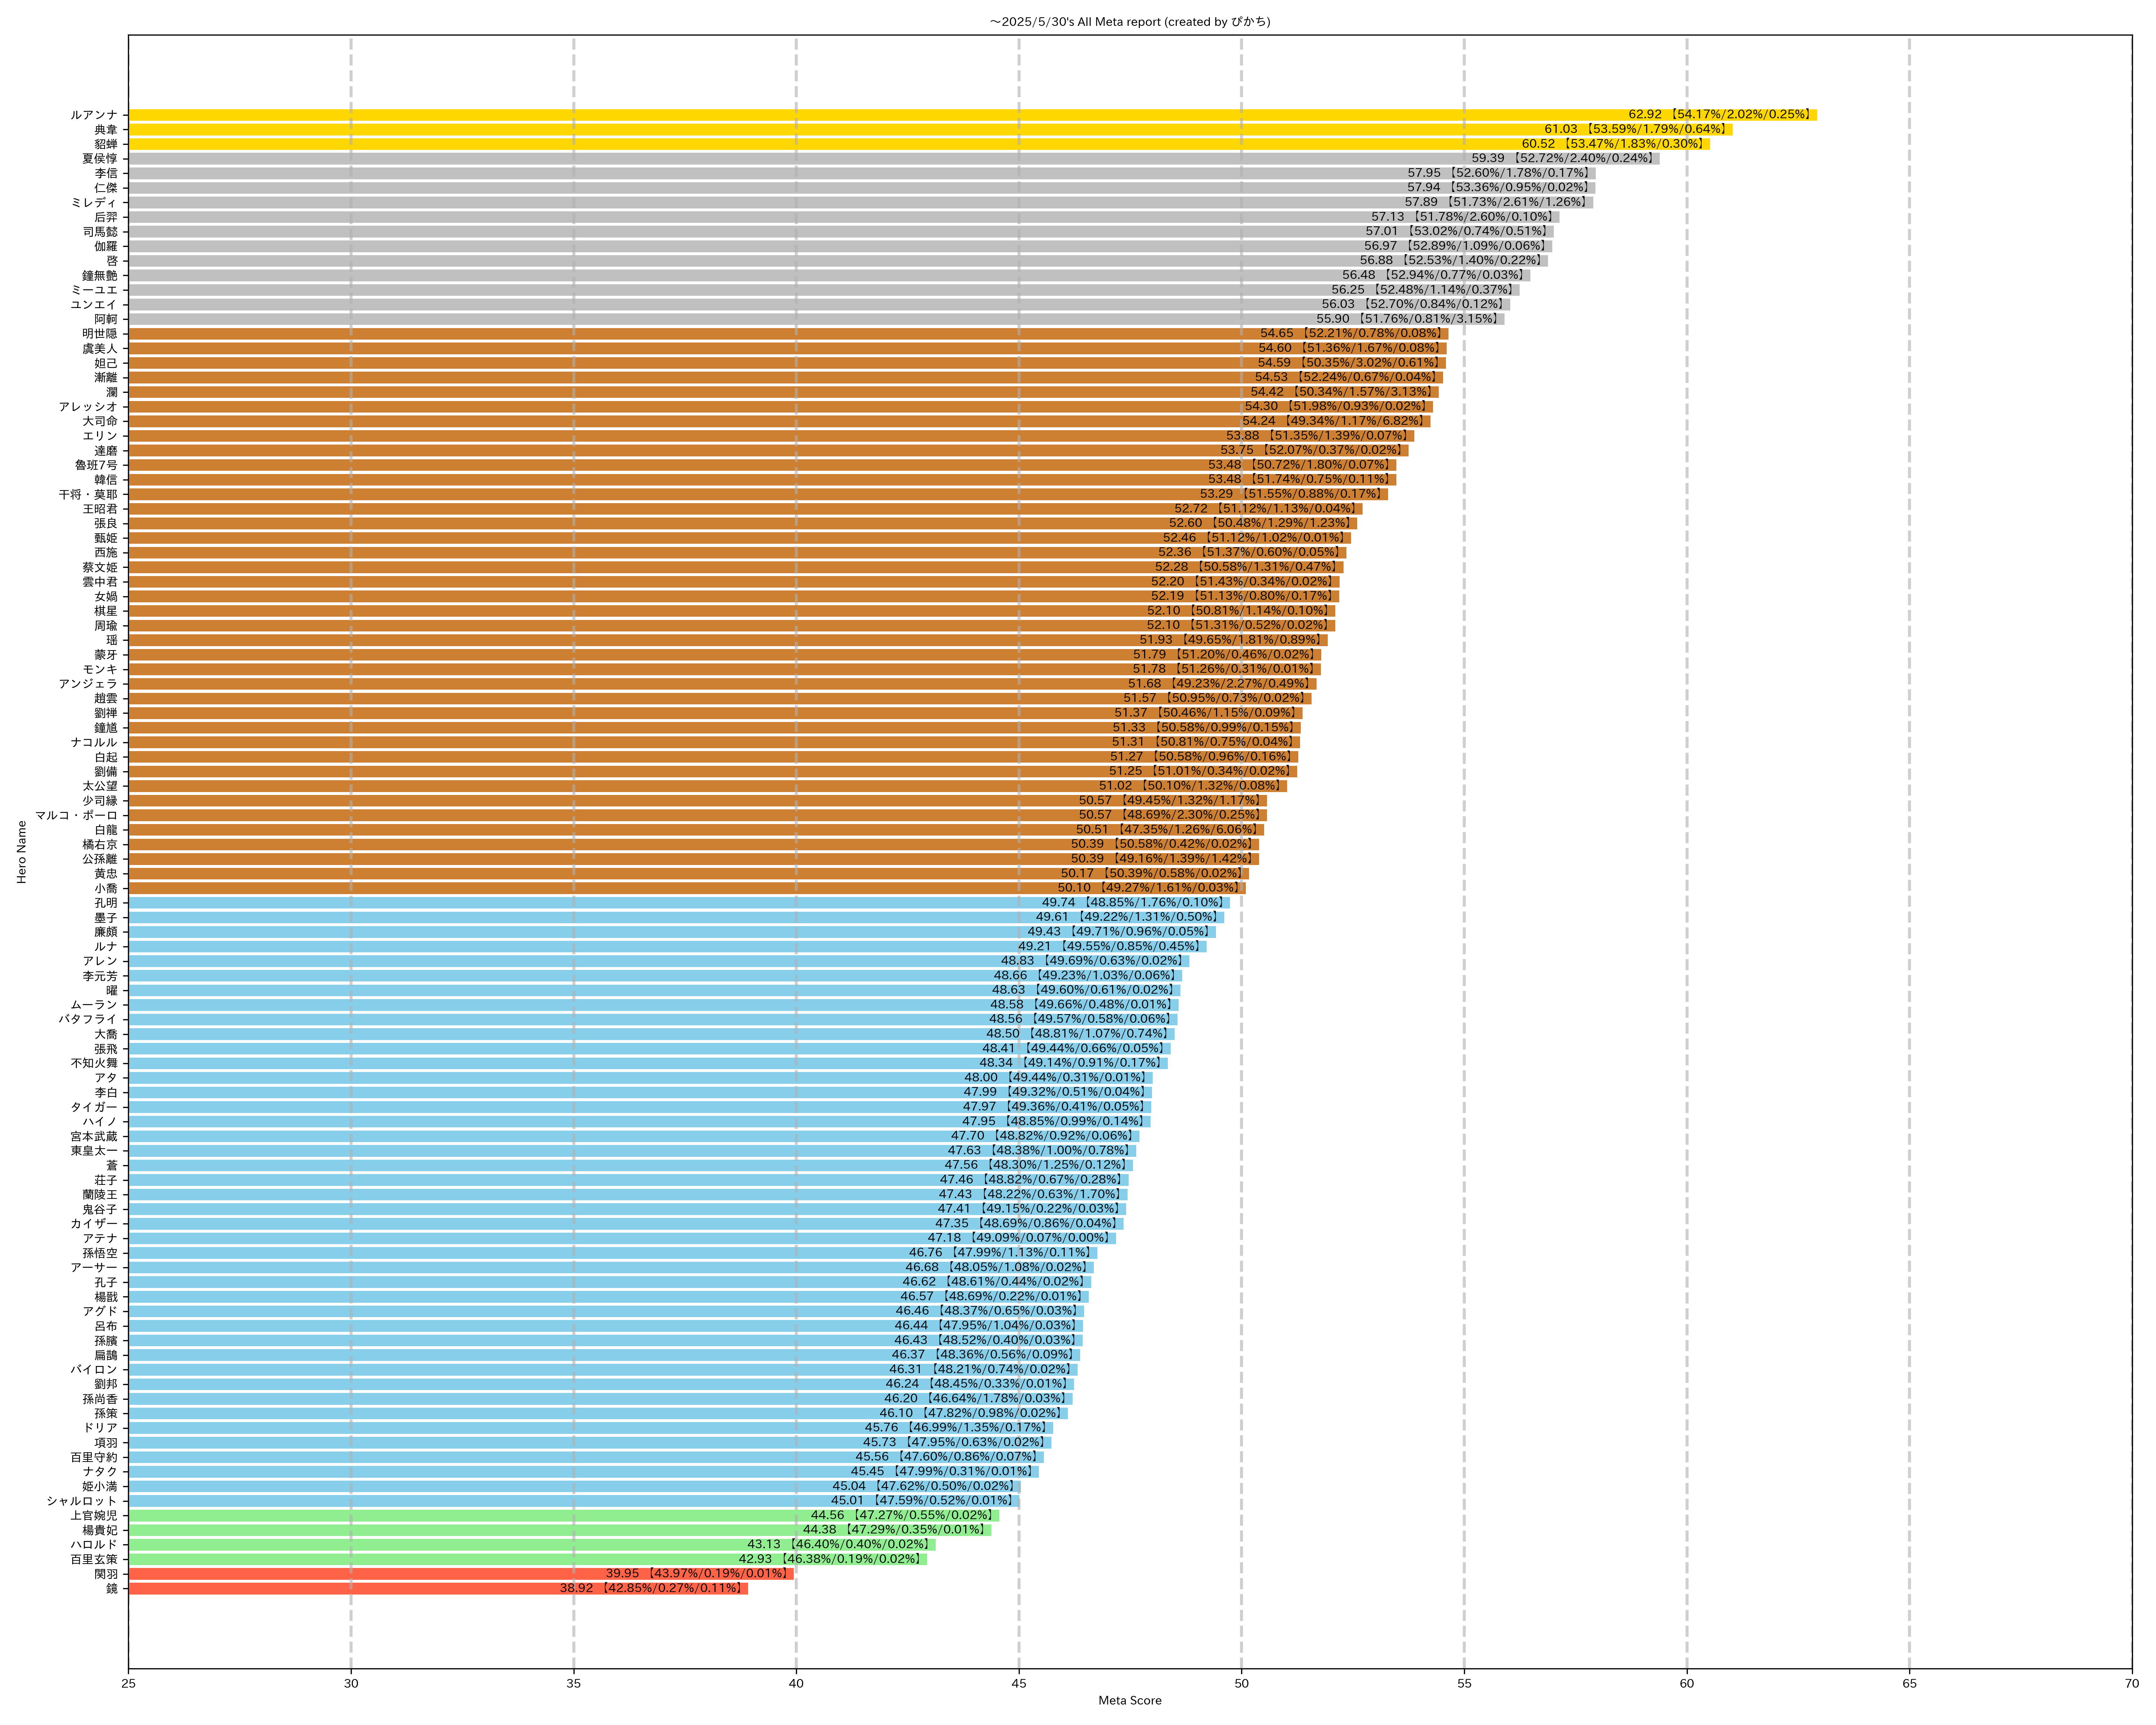 ～2025/5/30's All Meta report (created by ぴかち)
Hero Name
ルアンナ 62.92 【54.17%/2.02%/0.25%】
典韋 61.03 【53.59%/1.79%/0.64%】
貂蝉 60.52 【53.47%/1.83%/0.30%】
夏侯惇 59.39 【52.72%/2.40%/0.24%】
李信 57.95 【52.60%/1.78%/0.17%】
仁傑 57.94 【53.36%/0.95%/0.02%】
ミレディ 57.89 【51.73%/2.61%/1.26%】
后羿 57.13 【51.78%/2.60%/0.10%】
司馬懿 57.01 【53.02%/0.74%/0.51%】
伽羅 56.97 【52.89%/1.09%/0.06%】
啓 56.88 【52.53%/1.40%/0.22%】
鐘無艶 56.48 【52.94%/0.77%/0.03%】
ミーユエ 56.25 【52.48%/1.14%/0.37%】
ユンエイ 56.03 【52.70%/0.84%/0.12%】
阿軻 55.90 【51.76%/0.81%/3.15%】
明世隠 54.65 【52.21%/0.78%/0.08%】
虞美人 54.60 【51.36%/1.67%/0.08%】
妲己 54.59 【50.35%/3.02%/0.61%】
漸離 54.53 【52.24%/0.67%/0.04%】
瀾 54.42 【50.34%/1.57%/3.13%】
アレッシオ 54.30 【51.98%/0.93%/0.02%】
大司命 54.24 【49.34%/1.17%/6.82%】
エリン 53.88 【51.35%/1.39%/0.07%】
達磨 53.75 【52.07%/0.37%/0.02%】
魯班7号 53.48 【50.72%/1.80%/0.07%】
韓信 53.48 【51.74%/0.75%/0.11%】
干将・莫耶 53.29 【51.55%/0.88%/0.17%】
王昭君 52.72 【51.12%/1.13%/0.04%】
張良 52.60 【50.48%/1.29%/1.23%】
甄姫 52.46 【51.12%/1.02%/0.01%】
西施 52.36 【51.37%/0.60%/0.05%】
蔡文姫 52.28 【50.58%/1.31%/0.47%】
雲中君 52.20 【51.43%/0.34%/0.02%】
女媧 52.19 【51.13%/0.80%/0.17%】
棋星 52.10 【50.81%/1.14%/0.10%】
周瑜 52.10 【51.31%/0.52%/0.02%】
瑶 51.93 【49.65%/1.81%/0.89%】
蒙牙 51.79 【51.20%/0.46%/0.02%】
モンキ 51.78 【51.26%/0.31%/0.01%】
アンジェラ 51.68 【49.23%/2.27%/0.49%】
趙雲 51.57 【50.95%/0.73%/0.02%】
劉禅 51.37 【50.46%/1.15%/0.09%】
鐘馗 51.33 【50.58%/0.99%/0.15%】
ナコルル 51.31 【50.81%/0.75%/0.04%】
白起 51.27 【50.58%/0.96%/0.16%】
劉備 51.25 【51.01%/0.34%/0.02%】
太公望 51.02 【50.10%/1.32%/0.08%】
少司縁 50.57 【49.45%/1.32%/1.17%】
マルコ・ポーロ 50.57 【48.69%/2.30%/0.25%】
白龍 50.51 【47.35%/1.26%/6.06%】
橘右京 50.39 【50.58%/0.42%/0.02%】
公孫離 50.39 【49.16%/1.39%/1.42%】
黄忠 50.17 【50.39%/0.58%/0.02%】
小喬 50.10 【49.27%/1.61%/0.03%】
孔明 49.74 【48.85%/1.76%/0.10%】
墨子 49.61 【49.22%/1.31%/0.50%】
廉頗 49.43 【49.71%/0.96%/0.05%】
ルナ 49.21 【49.55%/0.85%/0.45%】
アレン 48.83 【49.69%/0.63%/0.02%】
李元芳 48.66 【49.23%/1.03%/0.06%】
曜 48.63 【49.60%/0.61%/0.02%】
ムーラン 48.58 【49.66%/0.48%/0.01%】
バタフライ 48.56 【49.57%/0.58%/0.06%】
大喬 48.50 【48.81%/1.07%/0.74%】
張飛 48.41 【49.44%/0.66%/0.05%】
不知火舞 48.34 【49.14%/0.91%/0.17%】
アタ 48.00 【49.44%/0.31%/0.01%】
李白 47.99 【49.32%/0.51%/0.04%】
タイガー 47.97 【49.36%/0.41%/0.05%】
ハイノ 47.95 【48.85%/0.99%/0.14%】
宮本武蔵 47.70 【48.82%/0.92%/0.06%】
東皇太一 47.63 【48.38%/1.00%/0.78%】
蒼 47.56 【48.30%/1.25%/0.12%】
荘子 47.46 【48.82%/0.67%/0.28%】
蘭陵王 47.43 【48.22%/0.63%/1.70%】
鬼谷子 47.41 【49.15%/0.22%/0.03%】
カイザー 47.35 【48.69%/0.86%/0.04%】
アテナ 47.18 【49.09%/0.07%/0.00%】
孫悟空 46.76 【47.99%/1.13%/0.11%】
アーサー 46.68 【48.05%/1.08%/0.02%】
孔子 46.62 【48.61%/0.44%/0.02%】
楊戩 46.57 【48.69%/0.22%/0.01%】
アグド 46.46 【48.37%/0.65%/0.03%】
呂布 46.44 【47.95%/1.04%/0.03%】
孫臏 46.43 【48.52%/0.40%/0.03%】
扁鵲 46.37 【48.36%/0.56%/0.09%】
バイロン 46.31 【48.21%/0.74%/0.02%】
劉邦 46.24 【48.45%/0.33%/0.01%】
孫尚香 46.20 【46.64%/1.78%/0.03%】
孫策 46.10 【47.82%/0.98%/0.02%】
ドリア 45.76 【46.99%/1.35%/0.17%】
項羽 45.73 【47.95%/0.63%/0.02%】
百里守約 45.56 【47.60%/0.86%/0.07%】
ナタク 45.45 【47.99%/0.31%/0.01%】
姫小満 45.04 【47.62%/0.50%/0.02%】
シャルロット 45.01 【47.59%/0.52%/0.01%】
上官婉児 44.56 【47.27%/0.55%/0.02%】
楊貴妃 44.38 【47.29%/0.35%/0.01%】
ハロルド 43.13 【46.40%/0.40%/0.02%】
百里玄策 42.93 【46.38%/0.19%/0.02%】
関羽 39.95 【43.97%/0.19%/0.01%】
鏡 38.92 【42.85%/0.27%/0.11%】
25 30 35 40 45 50 55 60 65 70
Meta Score